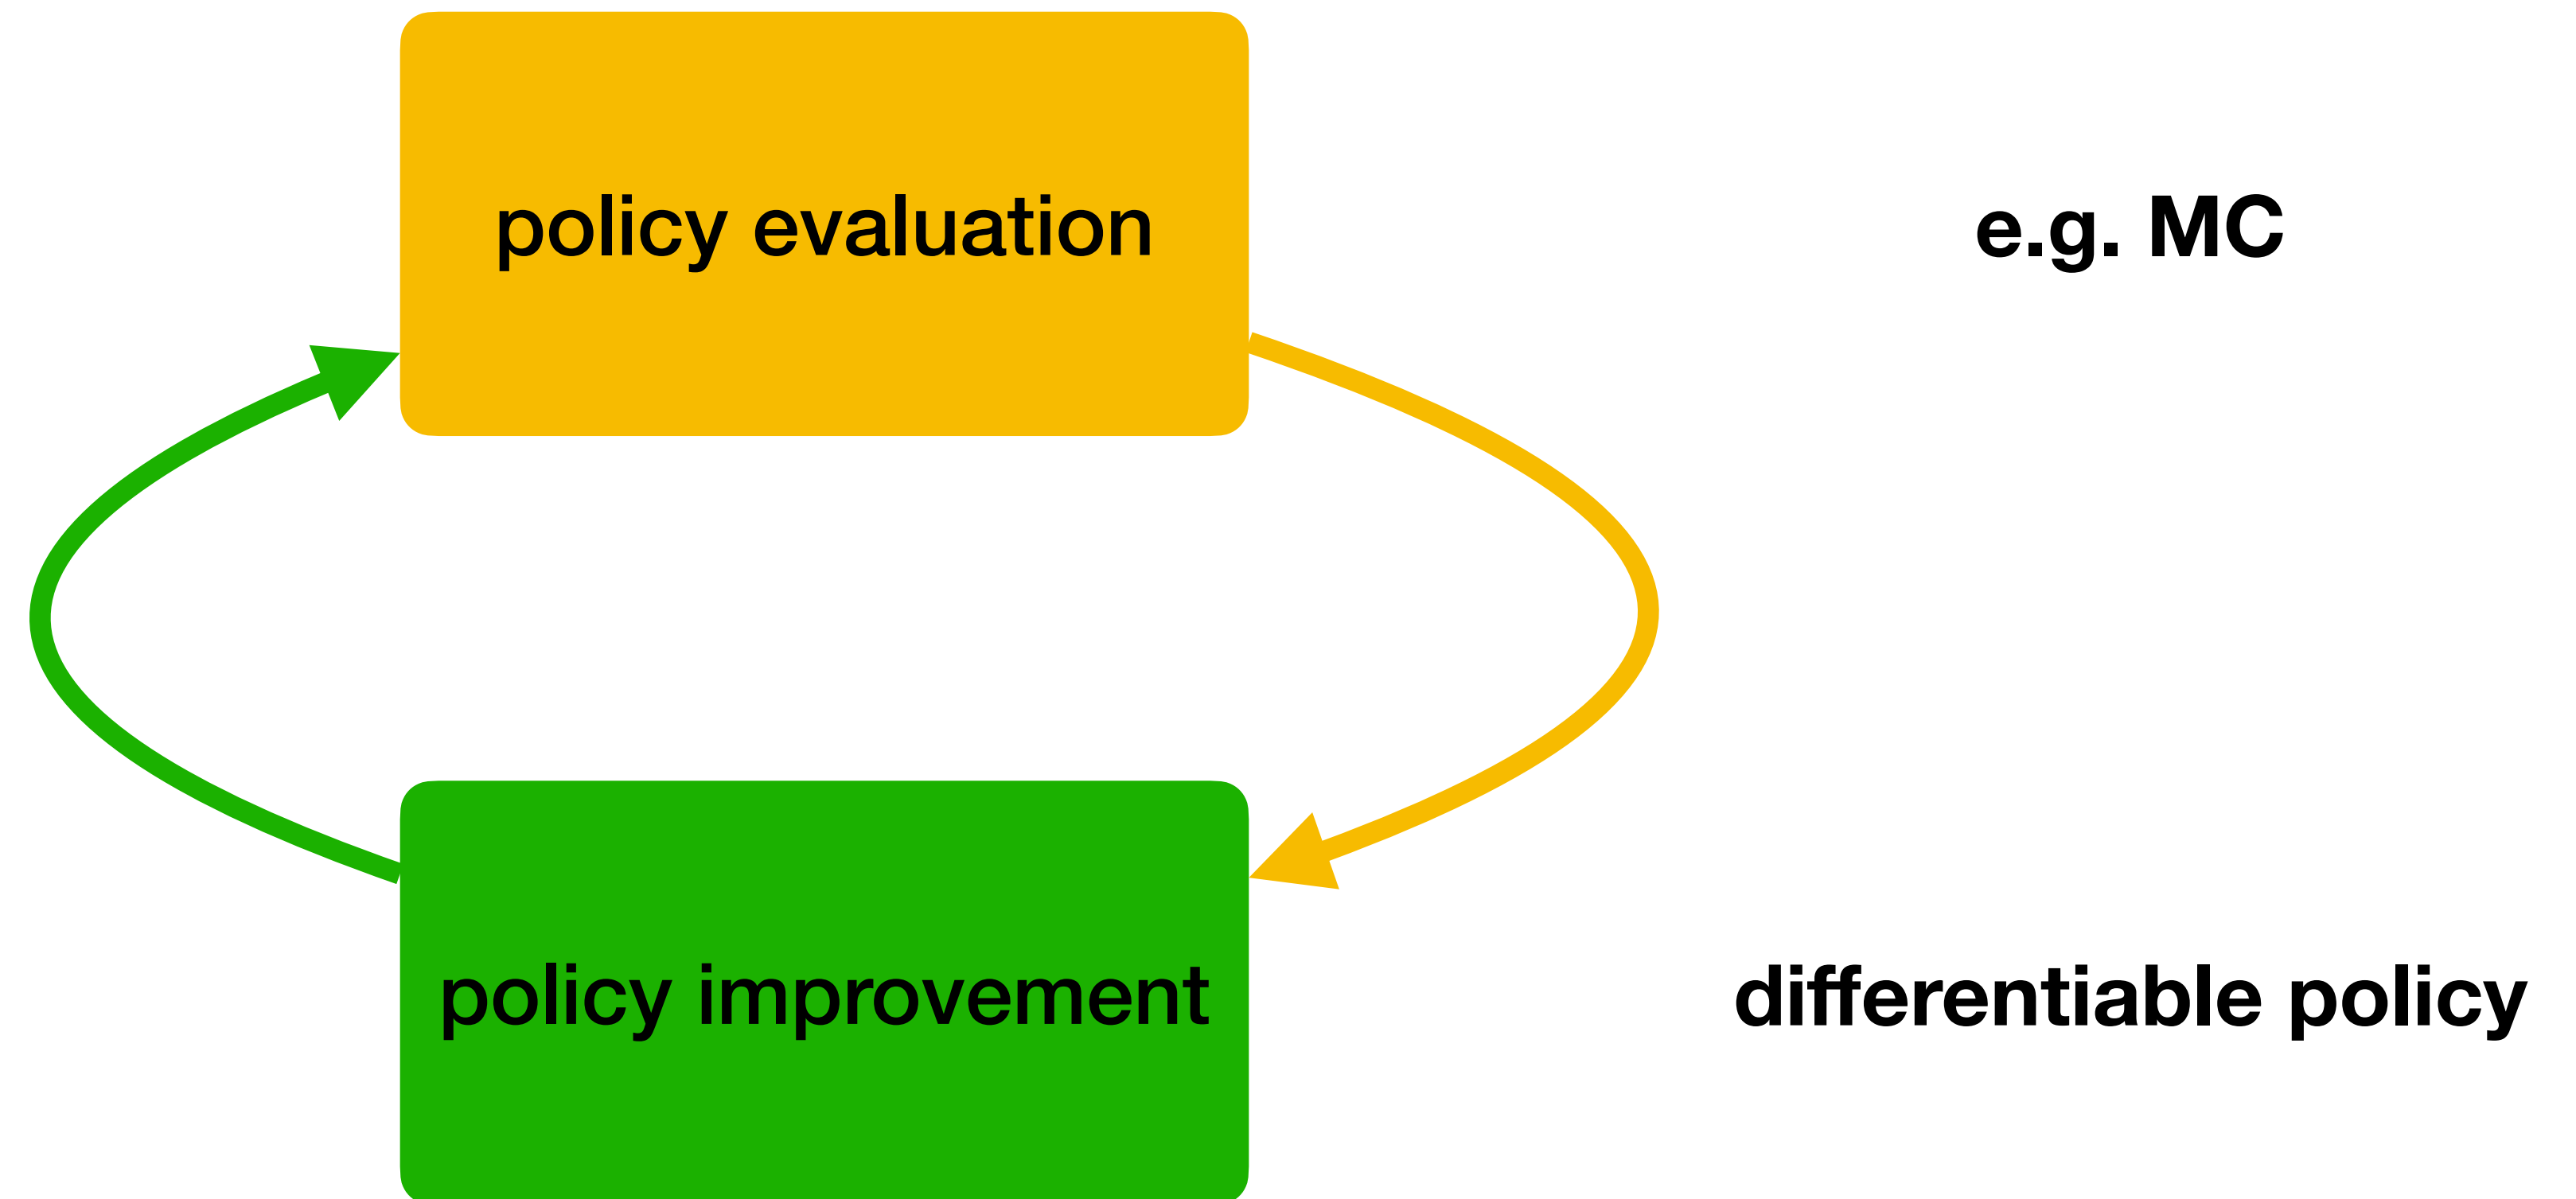 policy evaluation
e.g. MC
policy improvement
differentiable policy